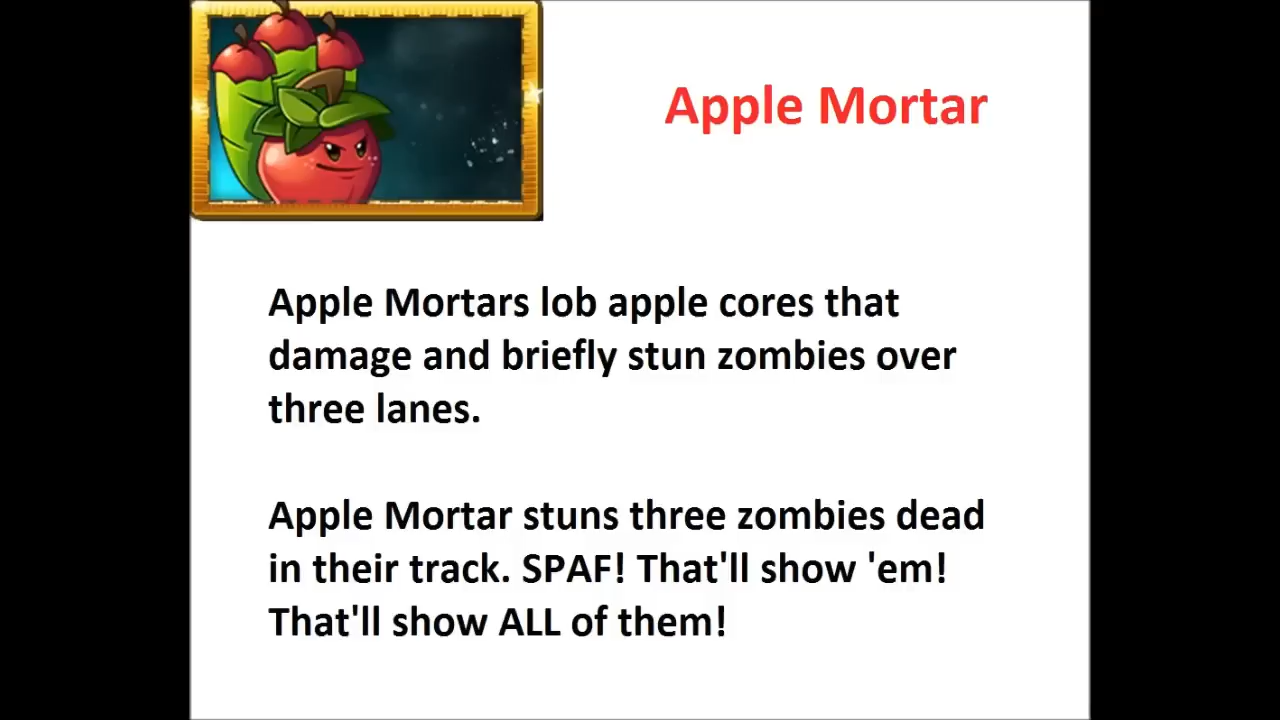 Apple Mortar
Apple Mortars lob apple cores that
damage and briefly stun zombies over
three lanes.
Apple Mortar stuns three zombies dead
in their track. SPAF! That'll show 'em!
That'll show ALL of them!